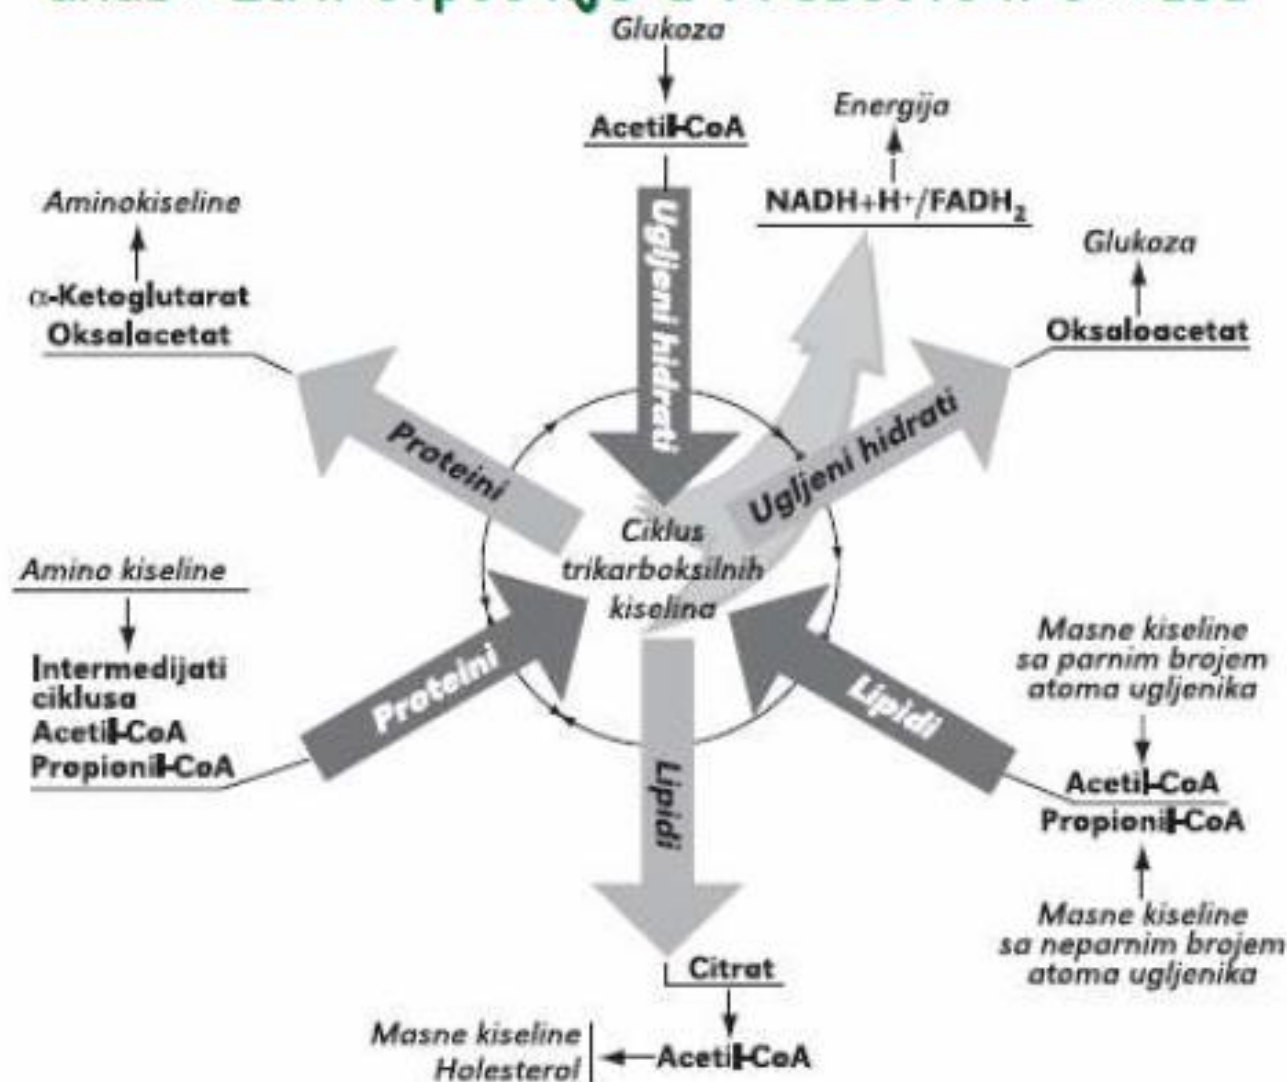 Glukoza
Acetil-CoA
Energija
NADH+H⁺/FADH₂
Aminokiseline
α-Ketoglutarat
Oksalacetat
Glukoza
Oksaloacetat
Ugljeni hidrati
Ugljeni hidrati
Proteini
Ciklus
trikarboksilnih
kiselina
Amino kiseline
Intermedijati
ciklusa
Acetil-CoA
Propionil-CoA
Proteini
Lipidi
Masne kiseline
sa parnim brojem
atoma ugljenika
Acetil-CoA
Propionil-CoA
Masne kiseline
sa neparnim brojem
atoma ugljenika
Lipidi
Citrat
Acetil-CoA
Masne kiseline
Holesterol